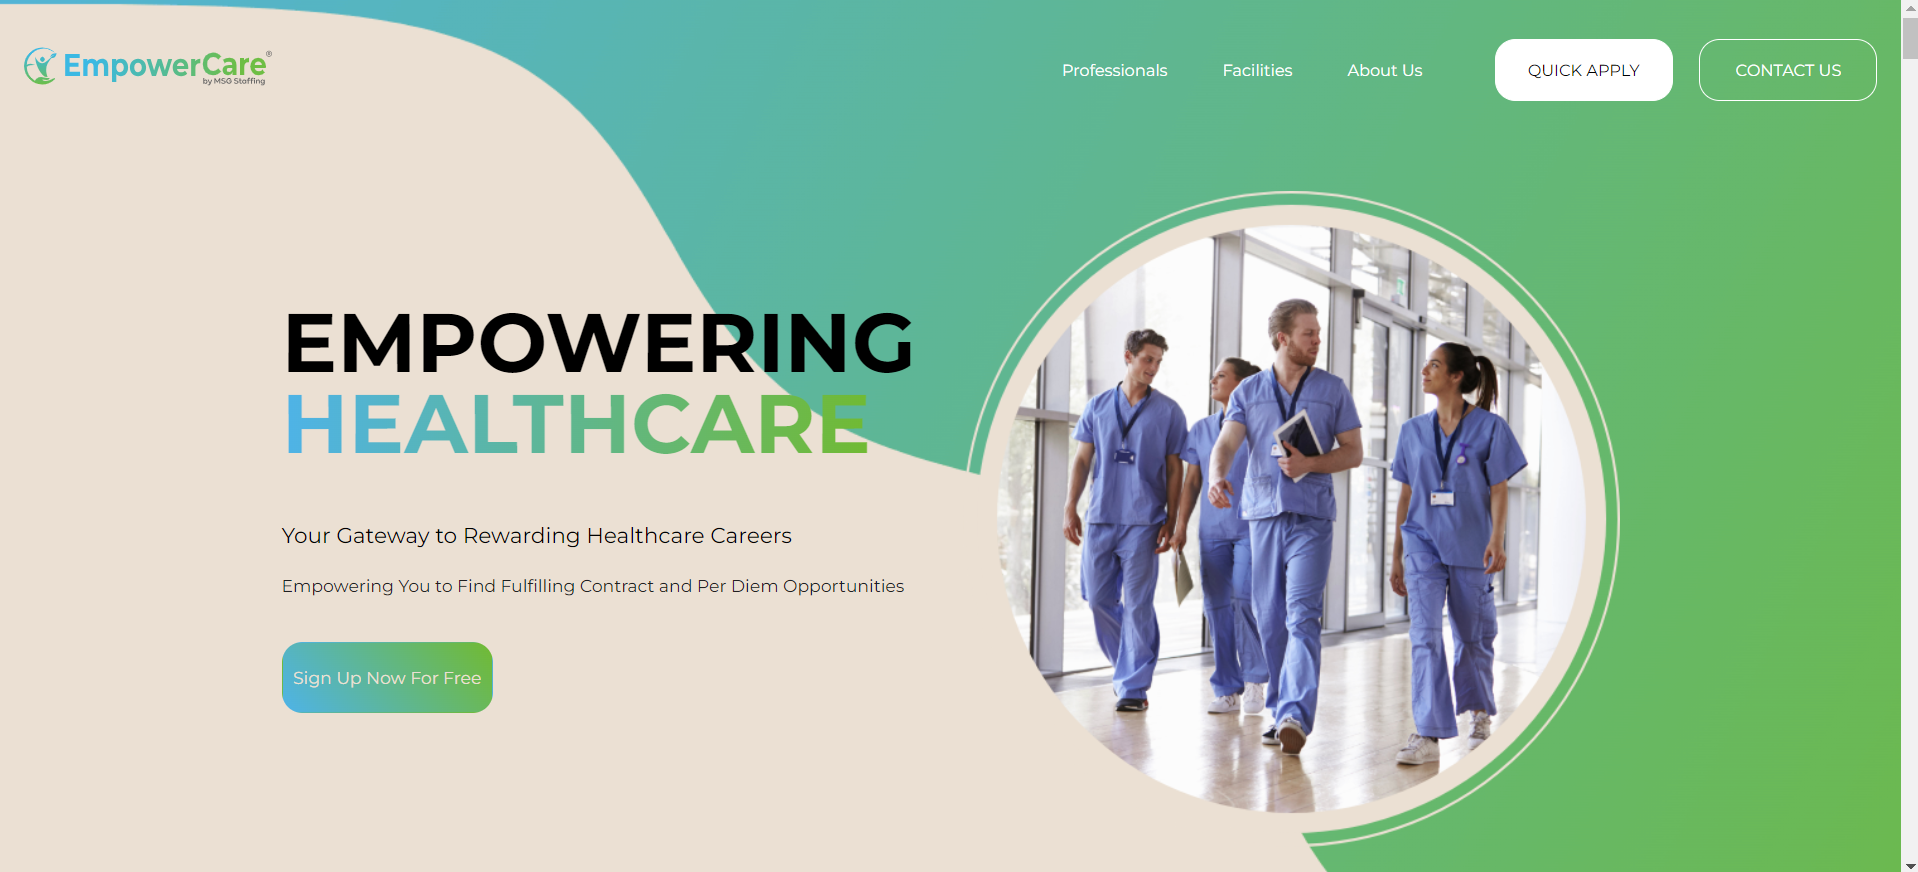 EmpowerCare®
by MSG Staffing
Professionals
Facilities
About Us
QUICK APPLY
CONTACT US
EMPOWERING
HEALTHCARE
Your Gateway to Rewarding Healthcare Careers
Empowering You to Find Fulfilling Contract and Per Diem Opportunities
Sign Up Now For Free